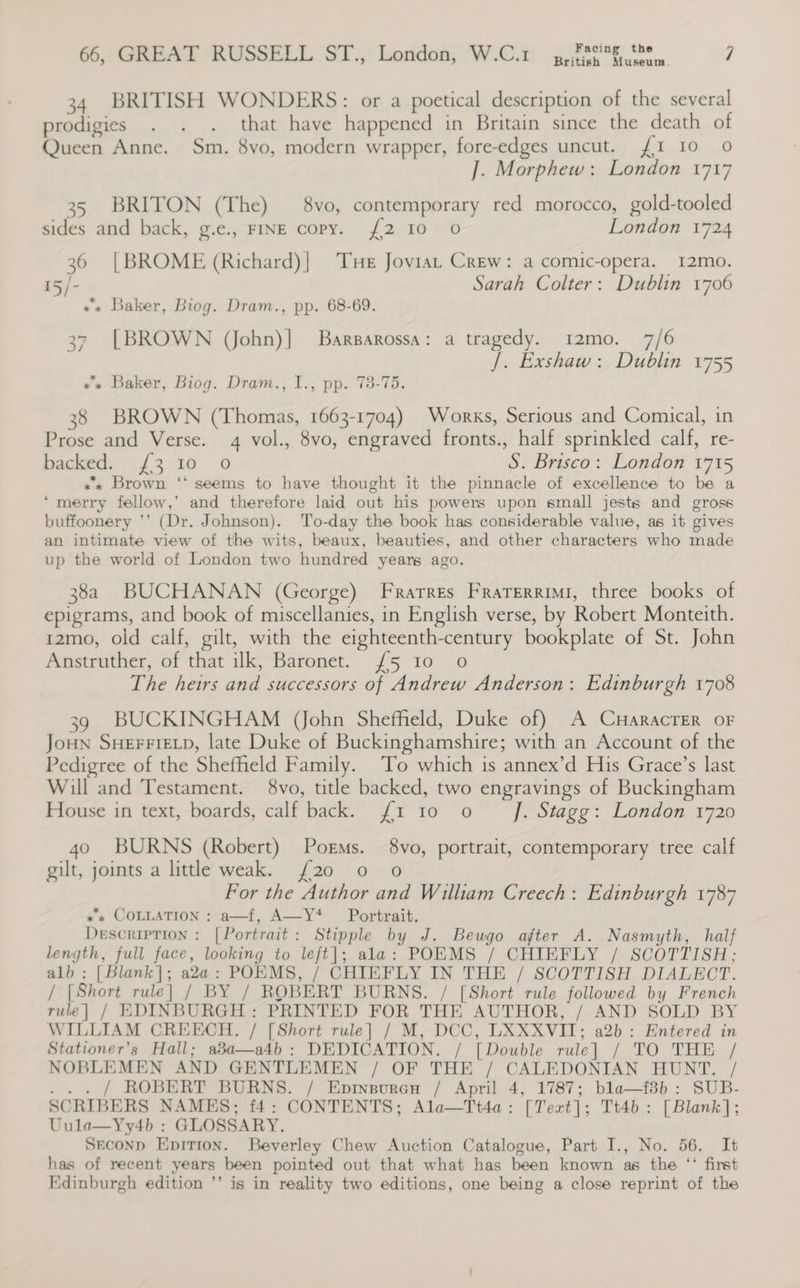 66, GREAT RUSSELL ST., London, W.C.1 Facing the British Museum. 7
34 BRITISH WONDERS: or a poetical description of the several
prodigies . . . that have happened in Britain since the death of
Queen Anne. Sm. 8vo, modern wrapper, fore-edges uncut. £1 10 0
J. Morphew: London 1717
35 BRITON (The) 8vo, contemporary red morocco, gold-tooled
sides and back, g.e., FINE COPY. £2 10 0 London 1724
36 [BROME (Richard)] THE JOVIAL CREW: a comic-opera. 12mo.
15/- Sarah Colter: Dublin 1706
*** Baker, Biog. Dram., pp. 68-69.
37 [BROWN (John)] BARBAROSSA: a tragedy. 12mo. 7/6
J. Exshaw: Dublin 1755
*** Baker, Biog. Dram., I., pp. 73-75.
38 BROWN (Thomas, 1663-1704) WORKS, Serious and Comical, in
Prose and Verse. 4 vol., 8vo, engraved fronts., half sprinkled calf, re-
backed. £3 10 0 S. Brisco: London 1715
*** Brown “ seems to have thought it the pinnacle of excellence to be a
‘ merry fellow,’ and therefore laid out his powers upon small jests and gross
buffoonery ” (Dr. Johnson). To-day the book has considerable value, as it gives
an intimate view of the wits, beaux, beauties, and other characters who made
up the world of London two hundred years ago.
38a BUCHANAN (George) FRATRES FRATERRIMI, three books of
epigrams, and book of miscellanies, in English verse, by Robert Monteith.
12mo, old calf, gilt, with the eighteenth-century bookplate of St. John
Anstruther, of that ilk, Baronet. £5 10 0
The heirs and successors of Andrew Anderson: Edinburgh 1708
39 BUCKINGHAM (John Sheffield, Duke of) A CHARACTER OF
JOHN SHEFFIELD, late Duke of Buckinghamshire; with an Account of the
Pedigree of the Sheffield Family. To which is annex’d His Grace’s last
Will and Testament. 8vo, title backed, two engravings of Buckingham
House in text, boards, calf back. £1 10 0 J. Stagg: London 1720
40 BURNS (Robert) POEMS. 8vo, portrait, contemporary tree calf
gilt, joints a little weak. £20 0 0
For the Author and William Creech: Edinburgh 1787
*** COLLATION : a—f, A—Y⁴ Portrait.
DESCRIPTION : [Portrait: Stipple by J. Beugo after A. Nasmyth, half
length, full face, looking to left]; a1a: POEMS / CHIEFLY / SCOTTISH;
a1b : [Blank]; a2a: POEMS, / CHIEFLY IN THE / SCOTTISH DIALECT.
/ [Short rule] / BY / ROBERT BURNS. / [Short rule followed by French
rule] / EDINBURGH : PRINTED FOR THE AUTHOR, / AND SOLD BY
WILLIAM CREECH. / [Short rule] / M, DCC, LXXXVII; a2b : Entered in
Stationer’s Hall; a3a—a4b : DEDICATION. / [Double rule] / TO THE /
NOBLEMEN AND GENTLEMEN / OF THE / CALEDONIAN HUNT. /
. . . / ROBERT BURNS. / EDINBURGH / April 4, 1787; b1a—f3b : SUB-
SCRIBERS NAMES; f4 : CONTENTS; A1a—Tt4a : [Text]; Tt4b : [Blank];
Uu1a—Yy4b : GLOSSARY.
SECOND EDITION. Beverley Chew Auction Catalogue, Part I., No. 56. It
has of recent years been pointed out that what has been known as the “ first
Edinburgh edition ” is in reality two editions, one being a close reprint of the